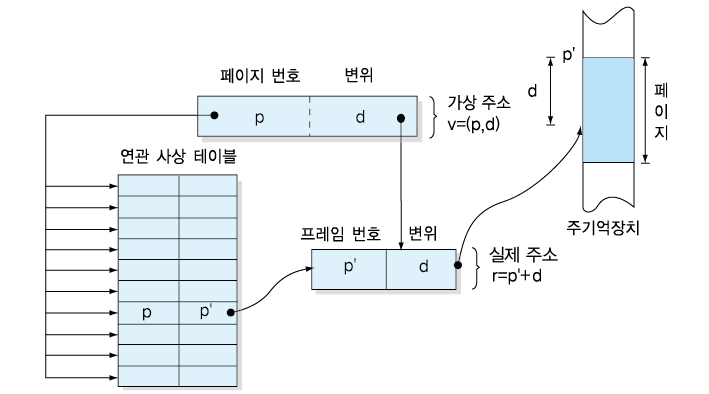 페이지 번호
변위
p
d
가상 주소
v=(p,d)
연관 사상 테이블
p
p'
프레임 번호
변위
p'
d
실제 주소
r=p'+d
p'
d
페이지
주기억장치